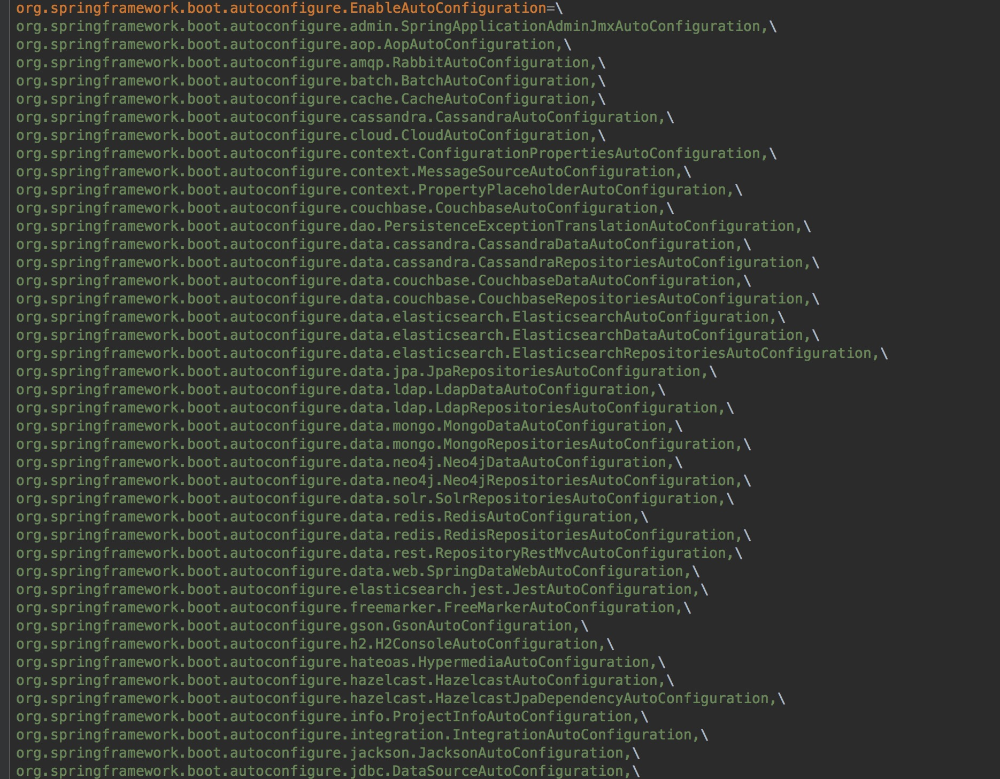 org.springframework.boot.autoconfigure.EnableAutoConfiguration=\
org.springframework.boot.autoconfigure.admin.SpringApplicationAdminJmxAutoConfiguration,\
org.springframework.boot.autoconfigure.aop.AopAutoConfiguration,\
org.springframework.boot.autoconfigure.amqp.RabbitAutoConfiguration,\
org.springframework.boot.autoconfigure.batch.BatchAutoConfiguration,\
org.springframework.boot.autoconfigure.cache.CacheAutoConfiguration,\
org.springframework.boot.autoconfigure.cassandra.CassandraAutoConfiguration,\
org.springframework.boot.autoconfigure.cloud.CloudAutoConfiguration,\
org.springframework.boot.autoconfigure.context.ConfigurationPropertiesAutoConfiguration,\
org.springframework.boot.autoconfigure.context.MessageSourceAutoConfiguration,\
org.springframework.boot.autoconfigure.context.PropertyPlaceholderAutoConfiguration,\
org.springframework.boot.autoconfigure.couchbase.CouchbaseAutoConfiguration,\
org.springframework.boot.autoconfigure.dao.PersistenceExceptionTranslationAutoConfiguration,\
org.springframework.boot.autoconfigure.data.cassandra.CassandraDataAutoConfiguration,\
org.springframework.boot.autoconfigure.data.cassandra.CassandraRepositoriesAutoConfiguration,\
org.springframework.boot.autoconfigure.data.couchbase.CouchbaseDataAutoConfiguration,\
org.springframework.boot.autoconfigure.data.couchbase.CouchbaseRepositoriesAutoConfiguration,\
org.springframework.boot.autoconfigure.data.elasticsearch.ElasticsearchAutoConfiguration,\
org.springframework.boot.autoconfigure.data.elasticsearch.ElasticsearchDataAutoConfiguration,\
org.springframework.boot.autoconfigure.data.elasticsearch.ElasticsearchRepositoriesAutoConfiguration,\
org.springframework.boot.autoconfigure.data.jpa.JpaRepositoriesAutoConfiguration,\
org.springframework.boot.autoconfigure.data.ldap.LdapDataAutoConfiguration,\
org.springframework.boot.autoconfigure.data.ldap.LdapRepositoriesAutoConfiguration,\
org.springframework.boot.autoconfigure.data.mongo.MongoDataAutoConfiguration,\
org.springframework.boot.autoconfigure.data.mongo.MongoRepositoriesAutoConfiguration,\
org.springframework.boot.autoconfigure.data.neo4j.Neo4jDataAutoConfiguration,\
org.springframework.boot.autoconfigure.data.neo4j.Neo4jRepositoriesAutoConfiguration,\
org.springframework.boot.autoconfigure.data.solr.SolrRepositoriesAutoConfiguration,\
org.springframework.boot.autoconfigure.data.redis.RedisAutoConfiguration,\
org.springframework.boot.autoconfigure.data.redis.RedisRepositoriesAutoConfiguration,\
org.springframework.boot.autoconfigure.data.rest.RepositoryRestMvcAutoConfiguration,\
org.springframework.boot.autoconfigure.data.web.SpringDataWebAutoConfiguration,\
org.springframework.boot.autoconfigure.elasticsearch.jest.JestAutoConfiguration,\
org.springframework.boot.autoconfigure.freemarker.FreeMarkerAutoConfiguration,\
org.springframework.boot.autoconfigure.gson.GsonAutoConfiguration,\
org.springframework.boot.autoconfigure.h2.H2ConsoleAutoConfiguration,\
org.springframework.boot.autoconfigure.hateoas.HypermediaAutoConfiguration,\
org.springframework.boot.autoconfigure.hazelcast.HazelcastAutoConfiguration,\
org.springframework.boot.autoconfigure.hazelcast.HazelcastJpaDependencyAutoConfiguration,\
org.springframework.boot.autoconfigure.info.ProjectInfoAutoConfiguration,\
org.springframework.boot.autoconfigure.integration.IntegrationAutoConfiguration,\
org.springframework.boot.autoconfigure.jackson.JacksonAutoConfiguration,\
org.springframework.boot.autoconfigure.jdbc.DataSourceAutoConfiguration,\